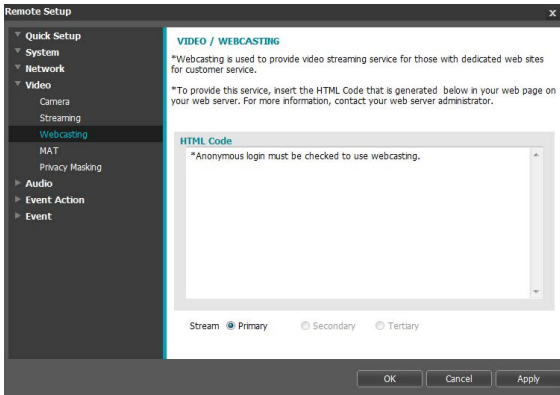 Remote Setup
x
Quick Setup
System
Network
Video
Camera
Streaming
Webcasting
MAT
Privacy Masking
Audio
Event Action
Event
VIDEO / WEBCASTING
*Webcasting is used to provide video streaming service for those with dedicated web sites
for customer service.
*To provide this service, insert the HTML Code that is generated below in your web page on
your web server. For more information, contact your web server administrator.
HTML Code
*Anonymous login must be checked to use webcasting.
Stream Primary Secondary Tertiary
OK Cancel Apply